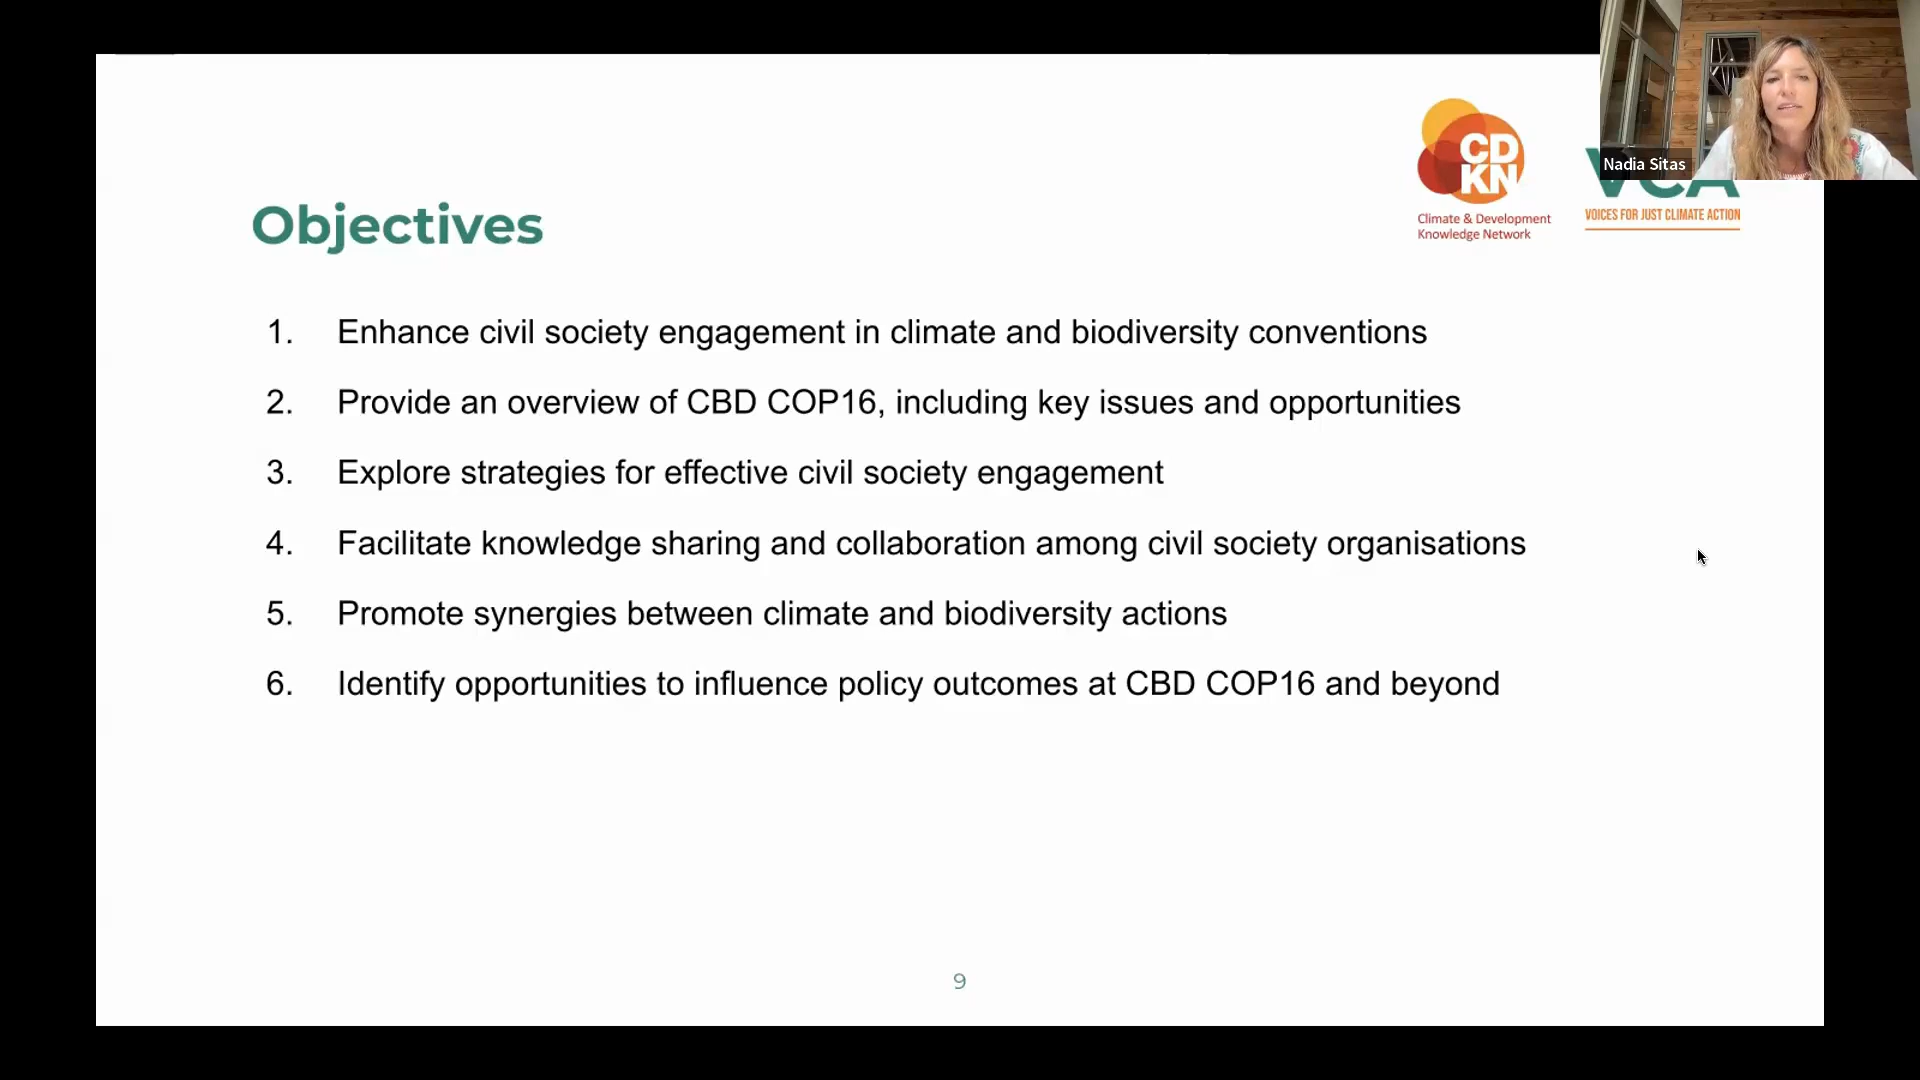 Nadia Sitas
CD
KN
VCA
Climate & Development
Knowledge Network
VOICES FOR JUST CLIMATE ACTION
Objectives
1. Enhance civil society engagement in climate and biodiversity conventions
2. Provide an overview of CBD COP16, including key issues and opportunities
3. Explore strategies for effective civil society engagement
4. Facilitate knowledge sharing and collaboration among civil society organisations
5. Promote synergies between climate and biodiversity actions
6. Identify opportunities to influence policy outcomes at CBD COP16 and beyond
9